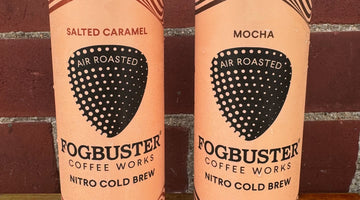 SALTED CARAMEL
AIR ROASTED
FOGBUSTER®
COFFEE WORKS
NITRO COLD BREW
MOCHA
AIR ROASTED
FOGBUSTER®
COFFEE WORKS
NITRO COLD BREW